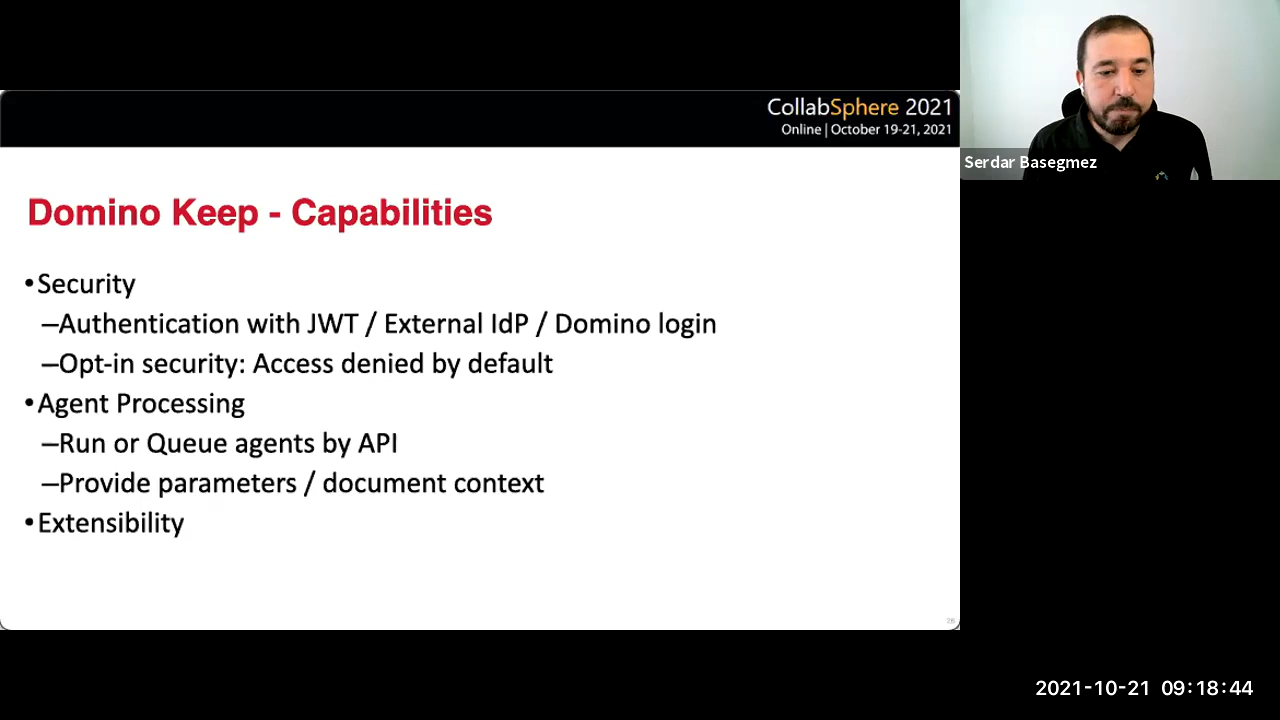 CollabSphere 2021
Online | October 19-21, 2021
Serdar Basegmez
Domino Keep - Capabilities
•Security
–Authentication with JWT / External IdP / Domino login
–Opt-in security: Access denied by default
•Agent Processing
–Run or Queue agents by API
–Provide parameters / document context
•Extensibility
2021-10-21 09:18:44